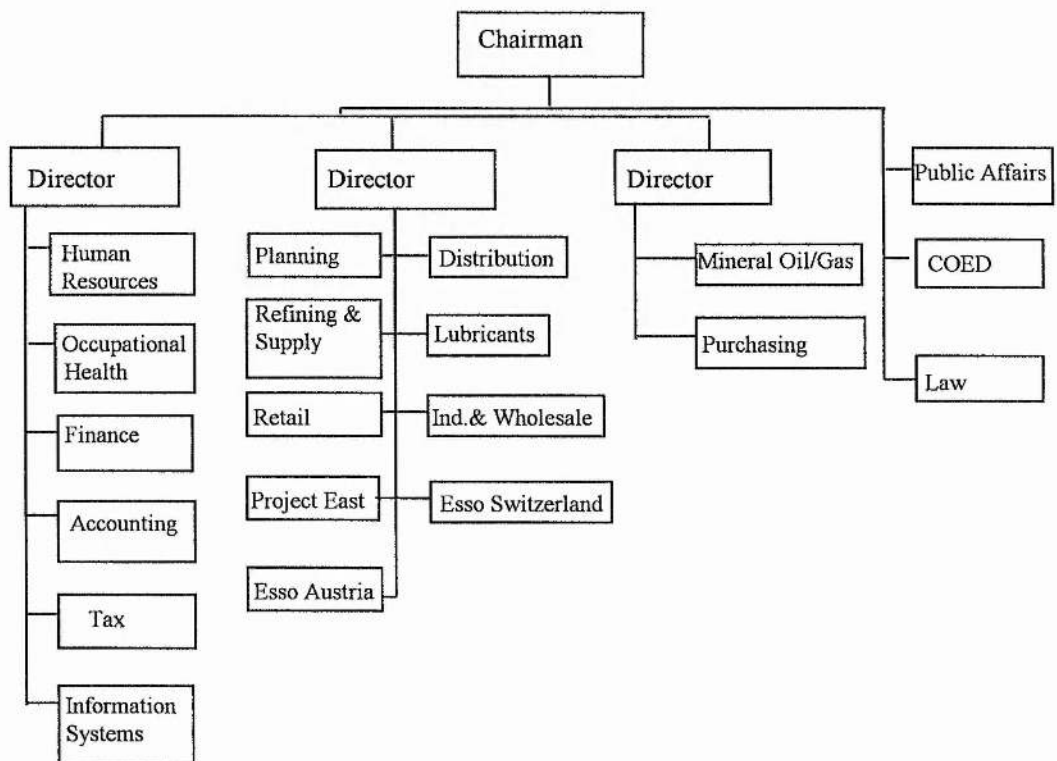 Chairman
Director
Director
Director
Public Affairs
COED
Law
Human
Resources
Occupational
Health
Finance
Accounting
Tax
Information
Systems
Planning
Distribution
Refining &
Supply
Lubricants
Retail
Ind.& Wholesale
Project East
Esso Switzerland
Esso Austria
Mineral Oil/Gas
Purchasing